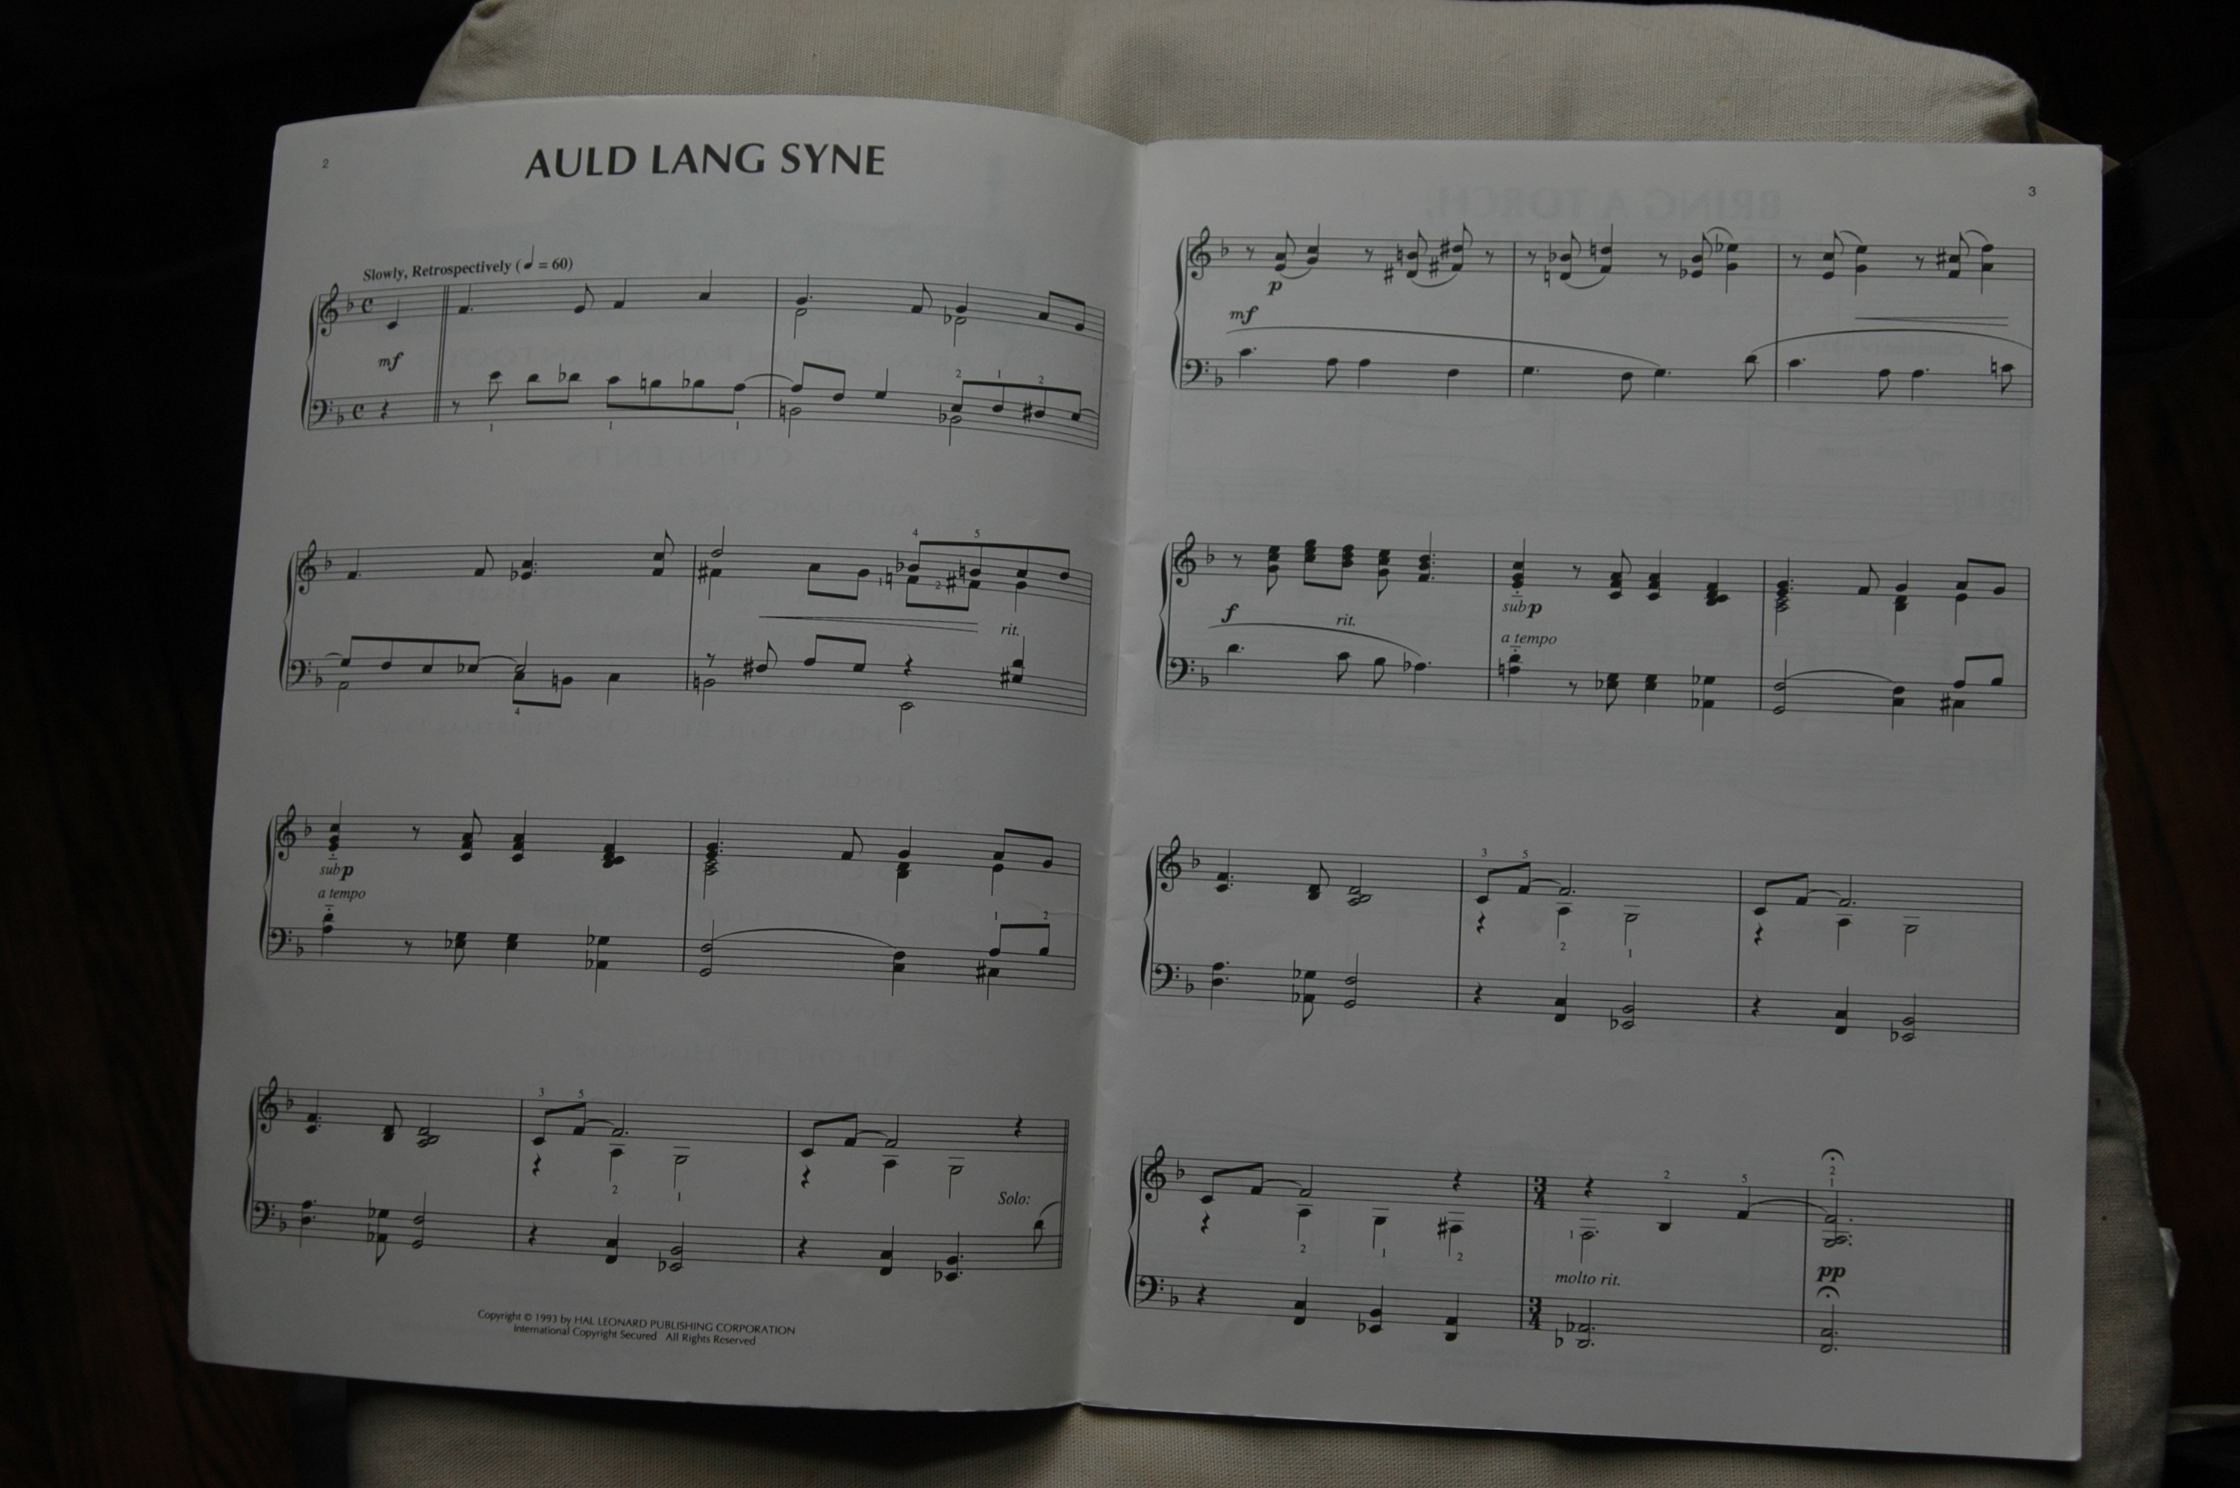 2
AULD LANG SYNE
Slowly, Retrospectively (♩ = 60)
mf
2 1 2
1 1 1
4 5
1 2
rit.
4
sub p
a tempo
1 2
3 5
2 1
Solo:
Copyright © 1993 by HAL LEONARD PUBLISHING CORPORATION
International Copyright Secured All Rights Reserved
3
p
mf
f
rit.
sub p
a tempo
3 5
2 1
3
4
2 5
2
1
2 1 2
1
molto rit.
pp
3
4